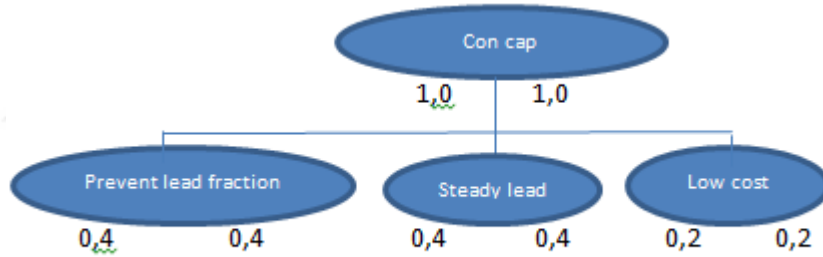 Con cap
1,0 1,0
Prevent lead fraction Steady lead Low cost
0,4 0,4 0,4 0,4 0,2 0,2